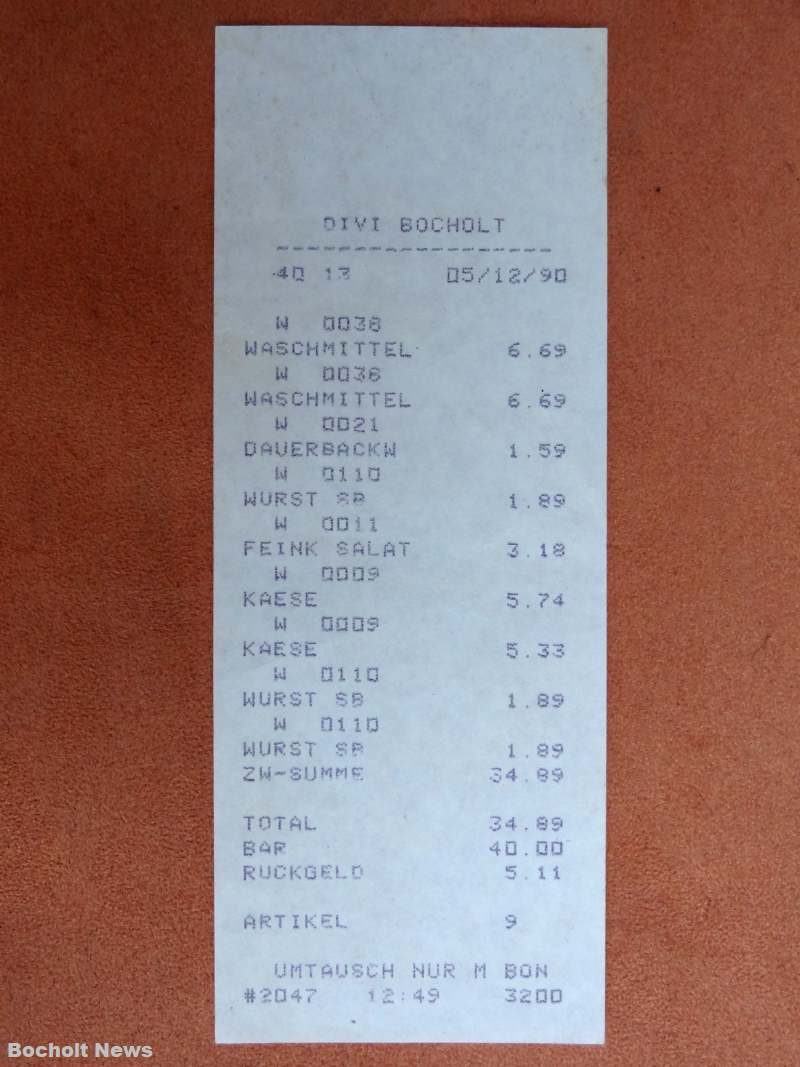 DIVI BOCHOLT
40 13 05/12/90
W 0036
WASCHMITTEL 6.69
W 0036
WASCHMITTEL 6.69
W 0021
DAUERBACKW 1.59
W 0110
WURST SB 1.89
W 0011
FEINK SALAT 3.18
W 0009
KAESE 5.74
W 0009
KAESE 5.33
W 0110
WURST SB 1.89
W 0110
WURST SB 1.89
ZW-SUMME 34.89
TOTAL 34.89
BAR 40.00
RUCKGELD 5.11
ARTIKEL 9
UMTAUSCH NUR M BON
#2047 12:49 3200
Bocholt News